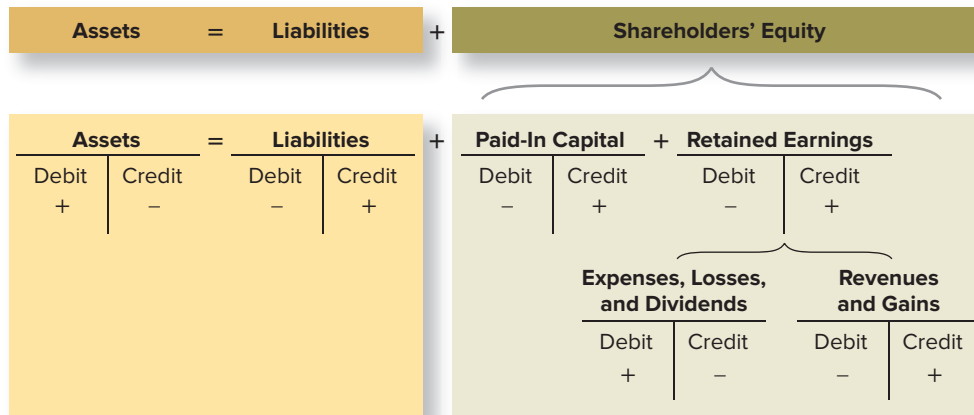 Assets = Liabilities + Shareholders’ Equity
Assets = Liabilities + Paid-In Capital + Retained Earnings
Debit Credit Debit Credit Debit Credit Debit Credit
+ – – + – + – +
Expenses, Losses, and Dividends
Revenues and Gains
Debit Credit Debit Credit
+ – – +